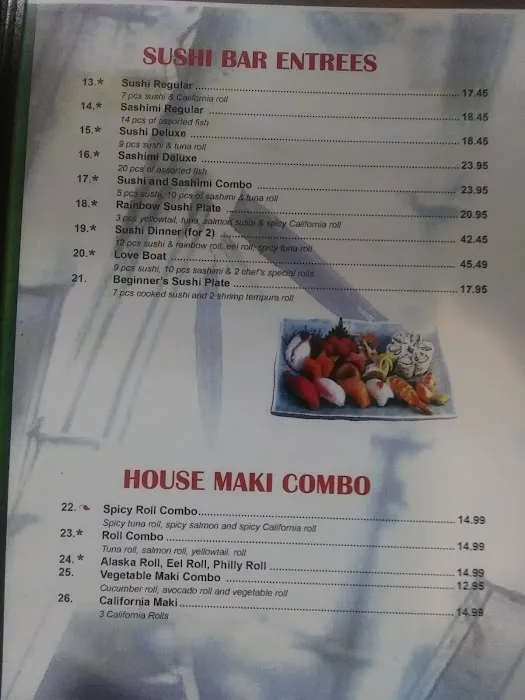 SUSHI BAR ENTREES
13.* Sushi Regular 17.45
7 pcs sushi & California roll
14.* Sashimi Regular 18.45
14 pcs of assorted fish
15.* Sushi Deluxe 18.45
9 pcs sushi & tuna roll
16.* Sashimi Deluxe 23.95
20 pcs of assorted fish
17.* Sushi and Sashimi Combo 23.95
5 pcs sushi, 10 pcs of sashimi & tuna roll
18.* Rainbow Sushi Plate 20.95
3 pcs yellowtail, tuna, salmon sushi & spicy California roll
19.* Sushi Dinner (for 2) 42.45
12 pcs sushi & rainbow roll, eel roll, spicy tuna roll
20.* Love Boat 45.49
9 pcs sushi, 10 pcs sashimi & 2 chef's special rolls
21. Beginner's Sushi Plate 17.95
7 pcs cooked sushi and 2 shrimp tempura roll
HOUSE MAKI COMBO
22. Spicy Roll Combo 14.99
Spicy tuna roll, spicy salmon and spicy California roll
23.* Roll Combo 14.99
Tuna roll, salmon roll, yellowtail. roll
24. * Alaska Roll, Eel Roll, Philly Roll 14.99
25. Vegetable Maki Combo 12.95
Cucumber roll, avocado roll and vegetable roll
26. California Maki 14.99
3 California Rolls